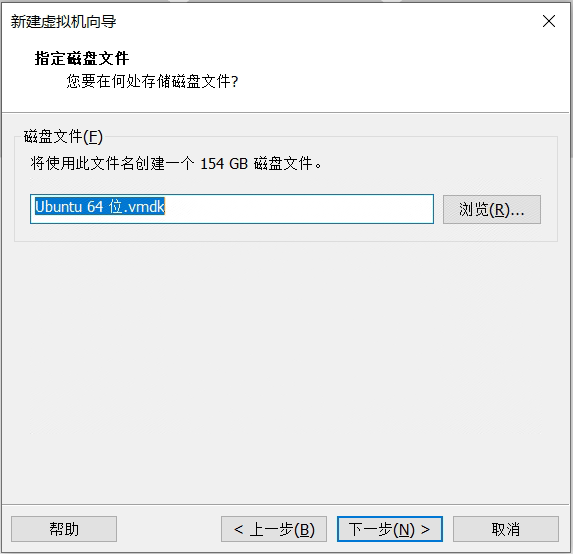 新建虚拟机向导
指定磁盘文件
您要在何处存储磁盘文件?
磁盘文件(F)
将使用此文件名创建一个 154 GB 磁盘文件。
Ubuntu 64 位.vmdk
浏览(R)...
帮助
< 上一步(B)
下一步(N) >
取消